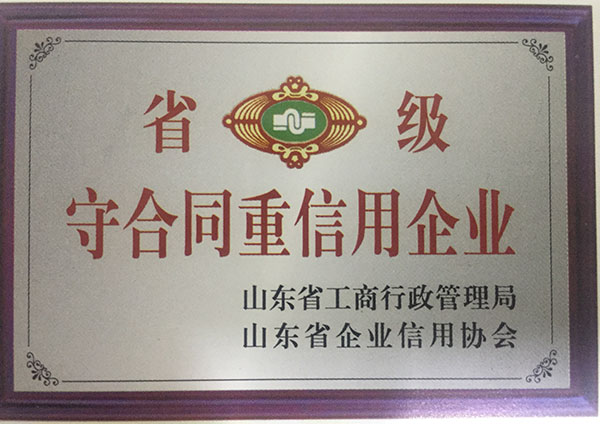 省级
守合同重信用企业
山东省工商行政管理局
山东省企业信用协会